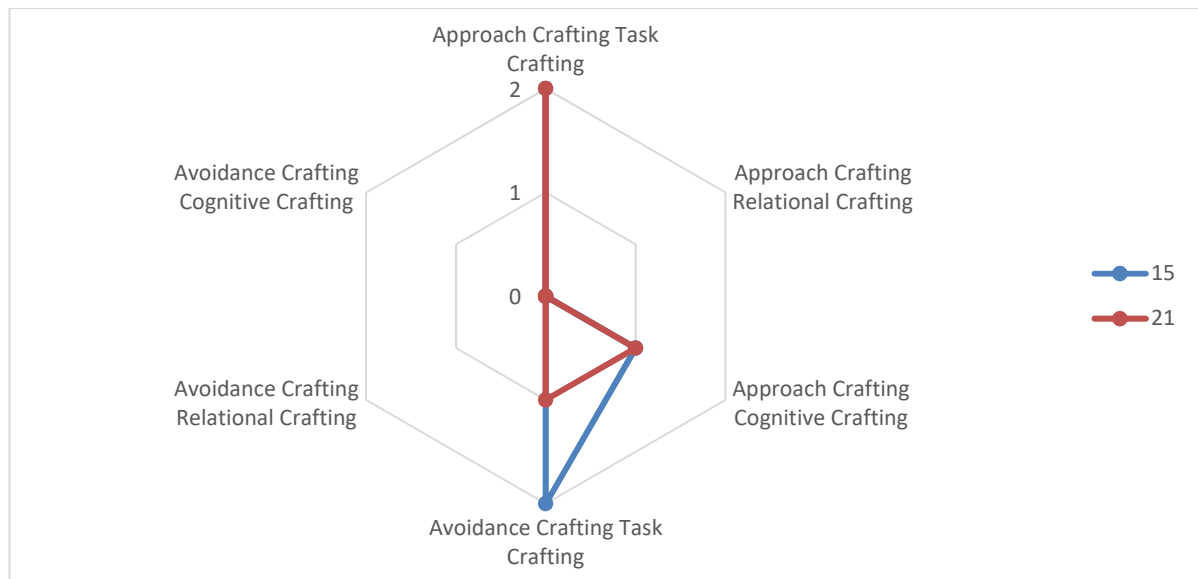 Approach Crafting Task
Crafting
2
Avoidance Crafting
Cognitive Crafting
Approach Crafting
Relational Crafting
1
15
0
21
Avoidance Crafting
Relational Crafting
Approach Crafting
Cognitive Crafting
Avoidance Crafting Task
Crafting